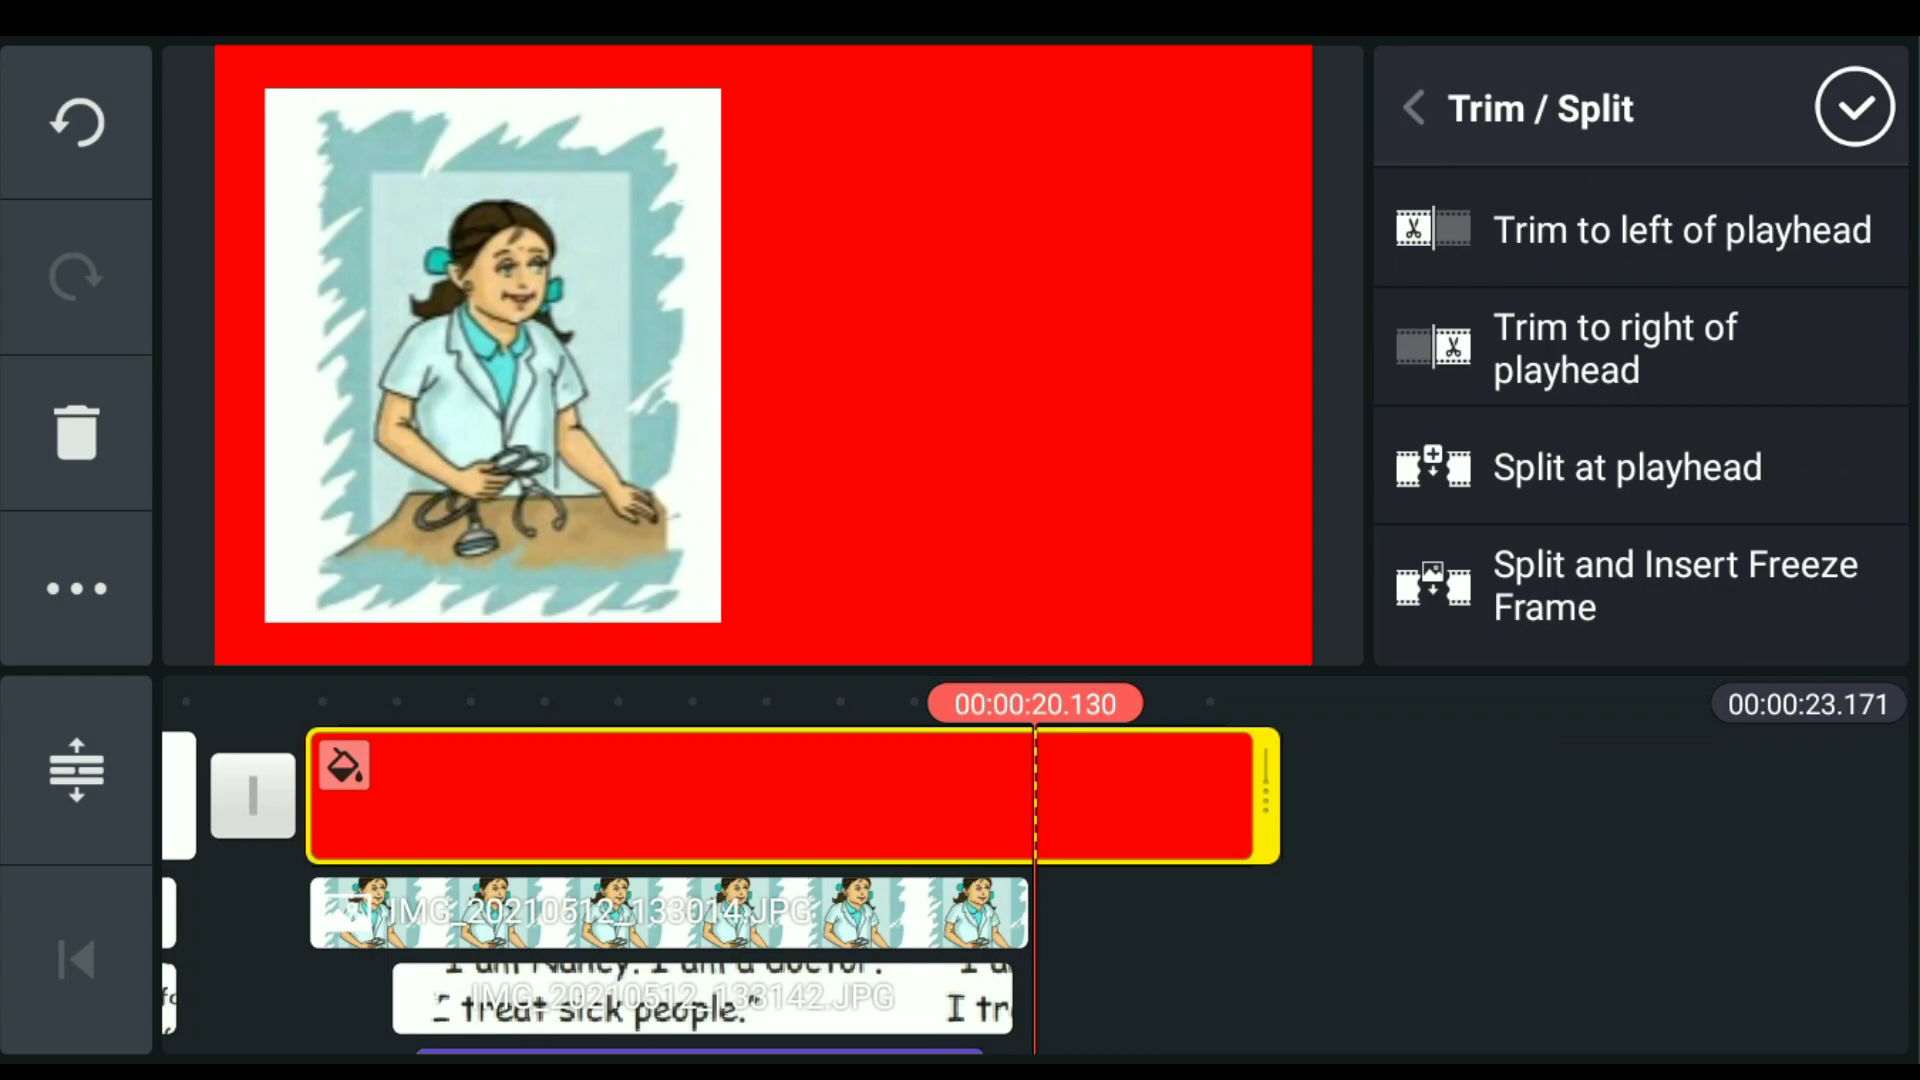 Trim / Split
Trim to left of playhead
Trim to right of
playhead
Split at playhead
Split and Insert Freeze
Frame
00:00:20.130
00:00:23.171
IMG_20210512_133014.JPG
I am Nancy. I am a doctor.
IMG_20210512_133142.JPG
I treat sick people."
I tr